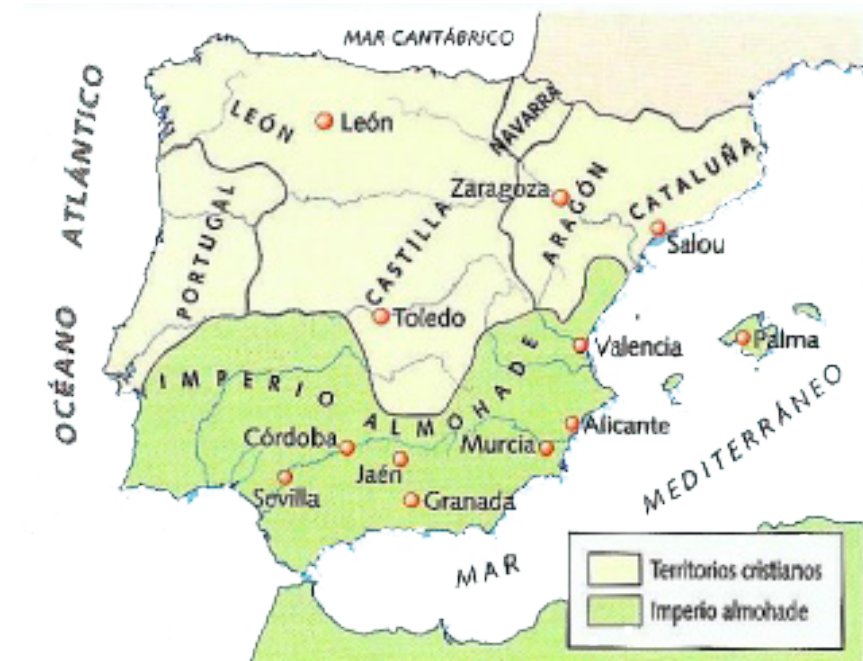 MAR CANTÁBRICO
OCÉANO ATLÁNTICO
LEÓN
León
NAVARRA
Zaragoza
ARAGÓN
CATALUÑA
Salou
PORTUGAL
CASTILLA
Toledo
Valencia
Palma
IMPERIO ALMOHADE
Alicante
Córdoba
Murcia
Jaén
Sevilla
Granada
MAR MEDITERRÁNEO
Territorios cristianos
Imperio almohade